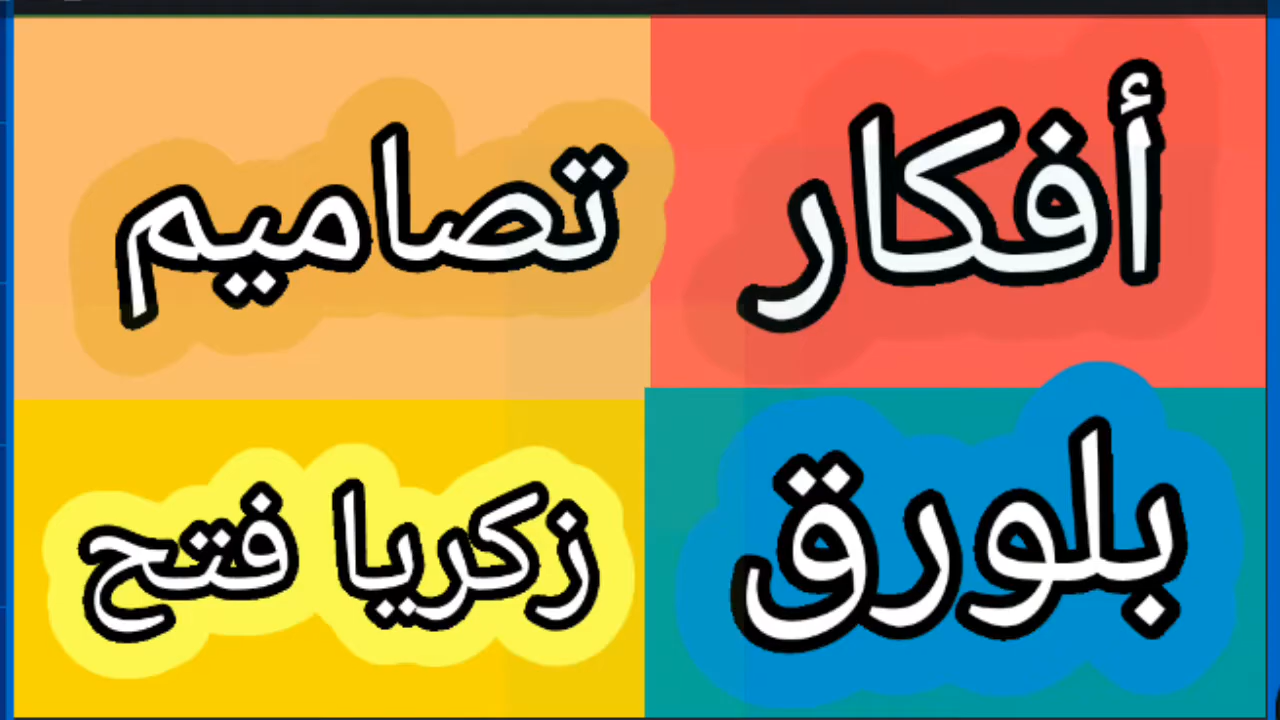 أفكار
تصاميم
بلورق
زكريا فتح